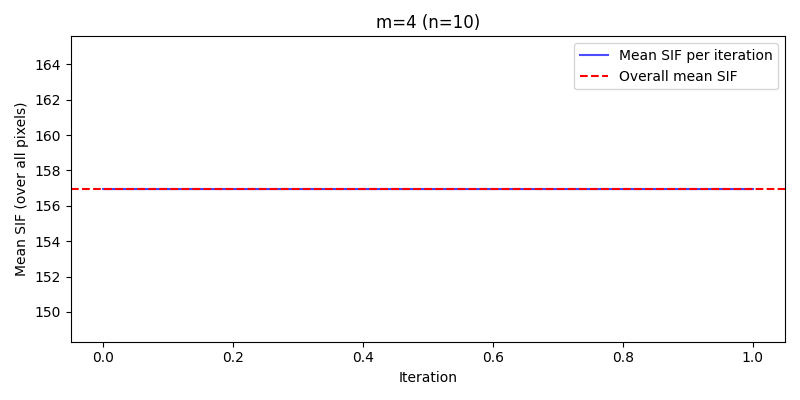 m=4 (n=10)
Mean SIF per iteration
Overall mean SIF
Mean SIF (over all pixels)
164
162
160
158
156
154
152
150
0.0 0.2 0.4 0.6 0.8 1.0
Iteration